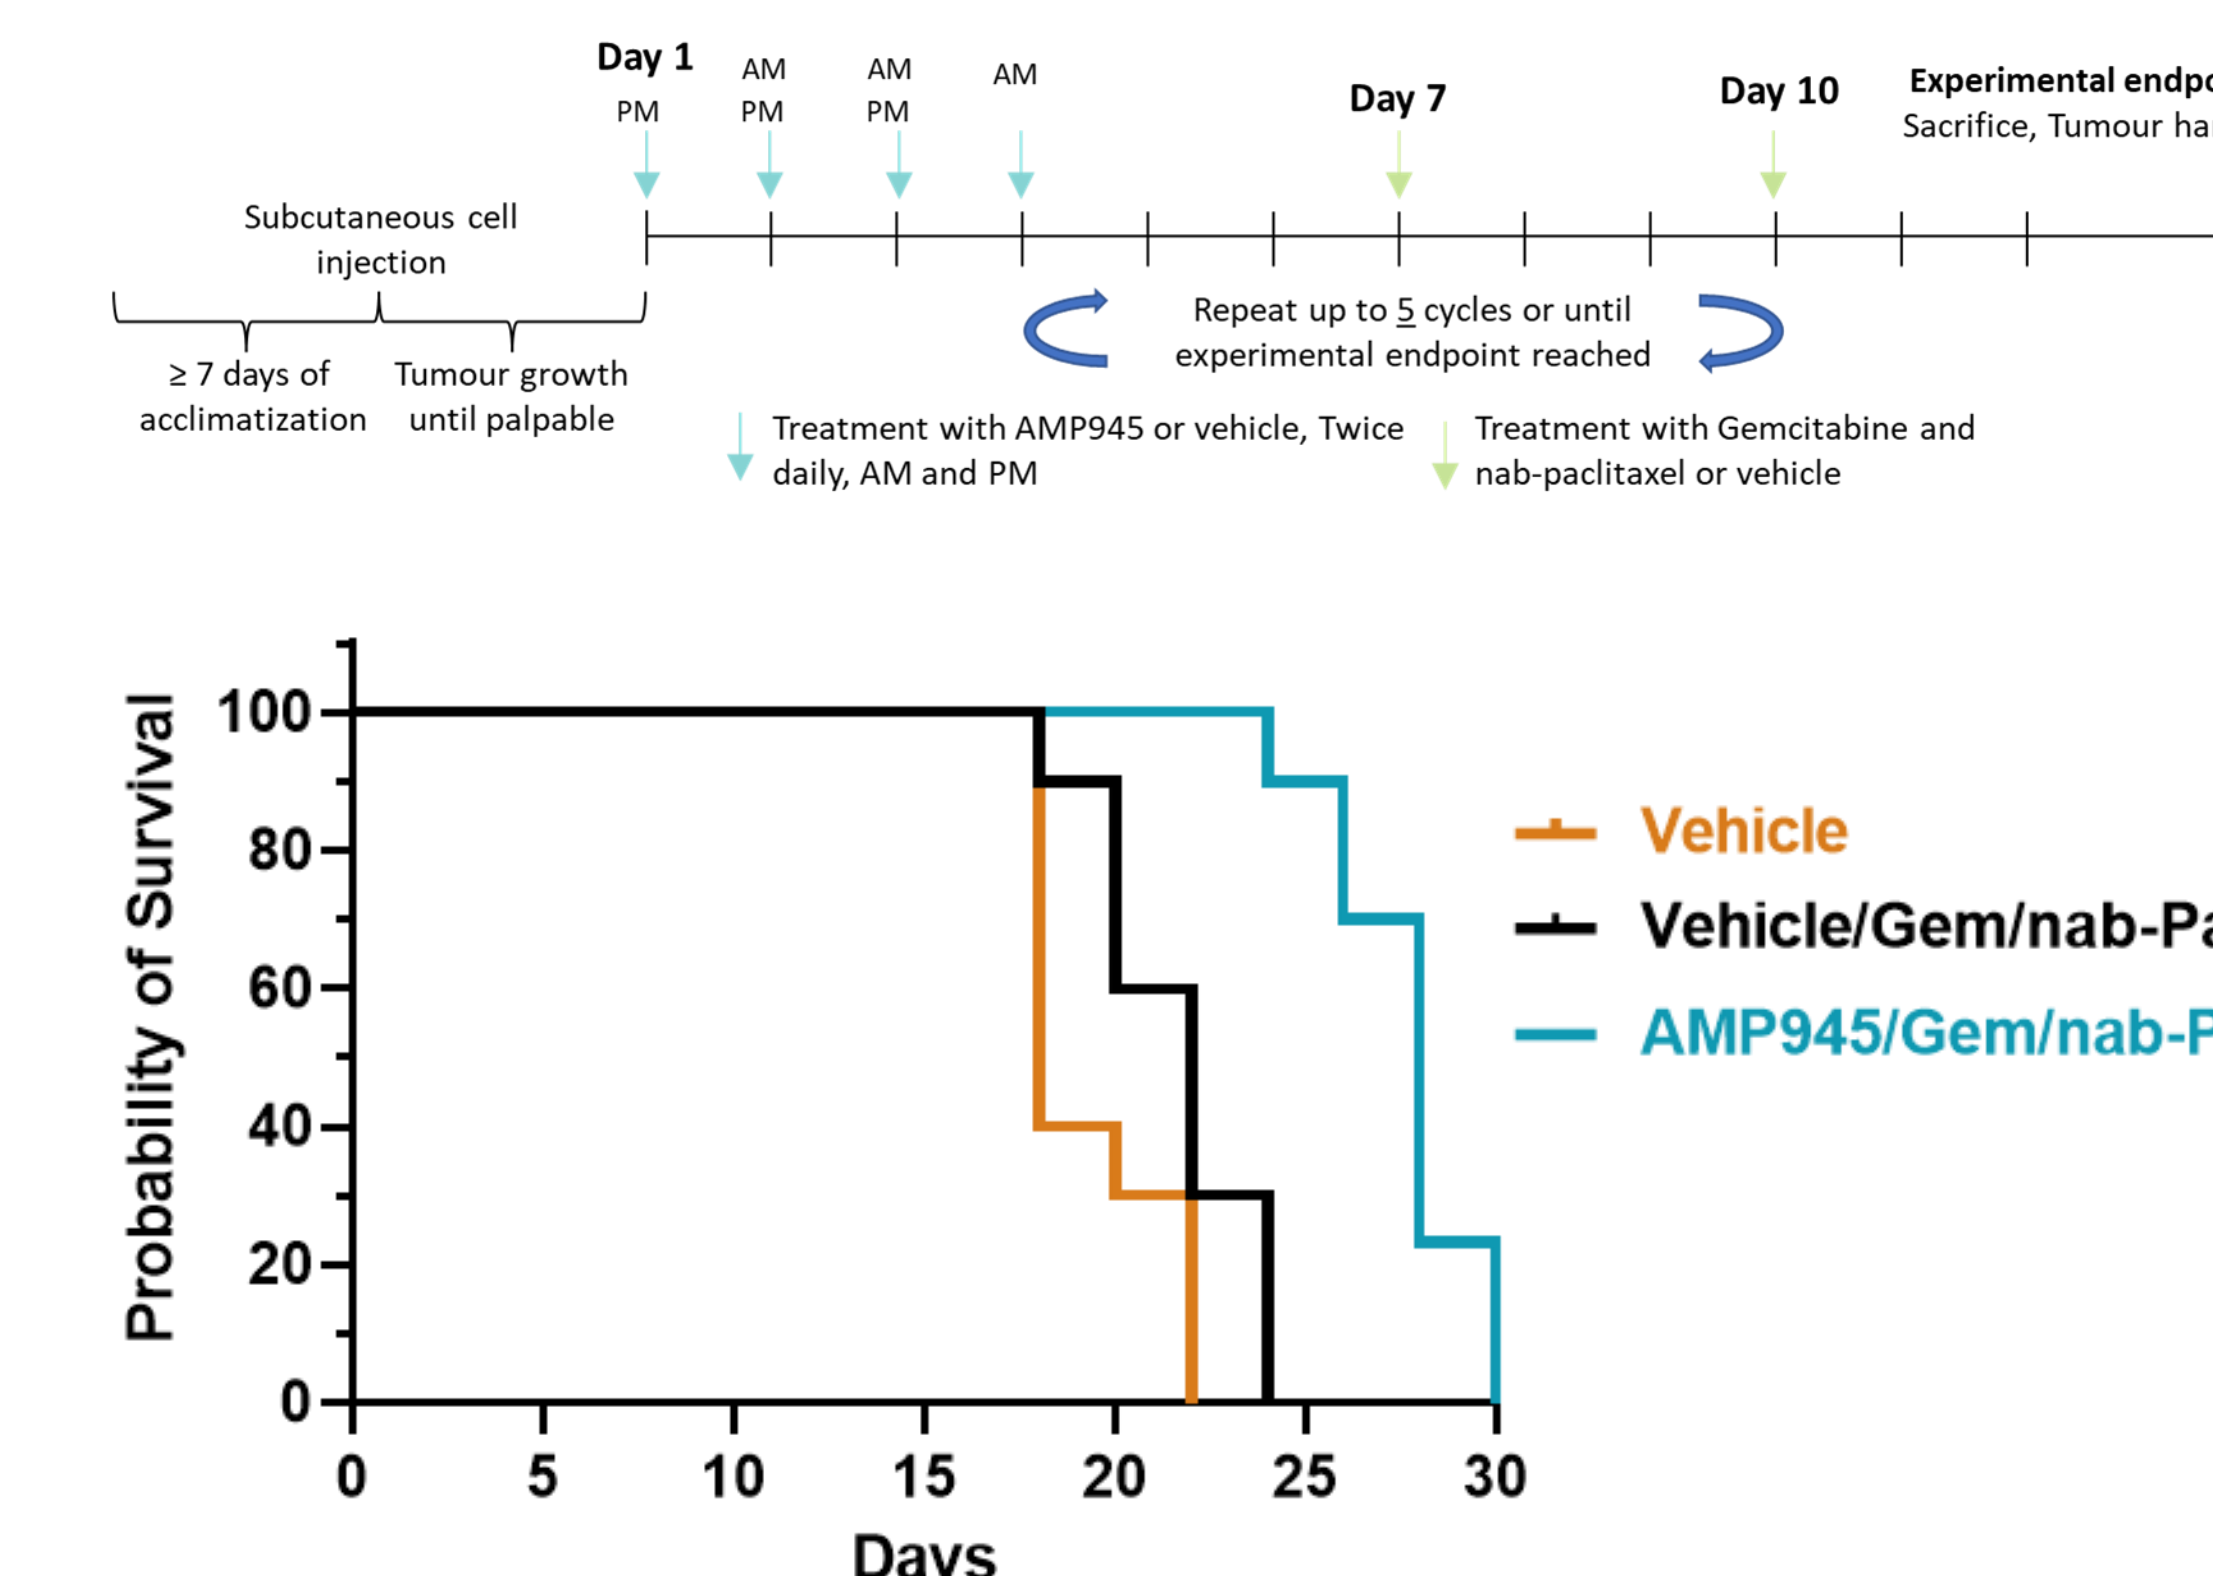 Day 1
AM
AM
AM
PM
PM
PM
Day 7
Day 10
Experimental
Sacrifice, Tumour
Subcutaneous cell
injection
≥ 7 days of
acclimatization
Tumour growth
until palpable
Repeat up to 5 cycles or until
experimental endpoint reached
Treatment with AMP945 or vehicle, Twice
daily, AM and PM
Treatment with Gemcitabine and
nab-paclitaxel or vehicle
Probability of Survival
100
80
60
40
20
0
0 5 10 15 20 25 30
Days
Vehicle
Vehicle/Gem/nab-Pa
AMP945/Gem/nab-P